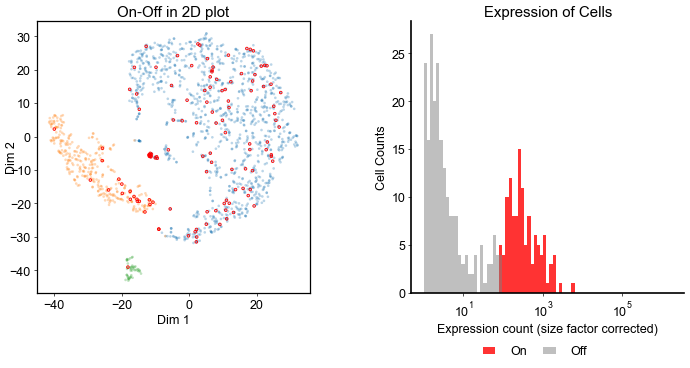 On-Off in 2D plot
30
20
10
0
−10
−20
−30
−40
Dim 2
−40 −20 0 20
Dim 1
Expression of Cells
25
20
15
10
5
0
Cell Counts
10^1 10^3 10^5
Expression count (size factor corrected)
On Off